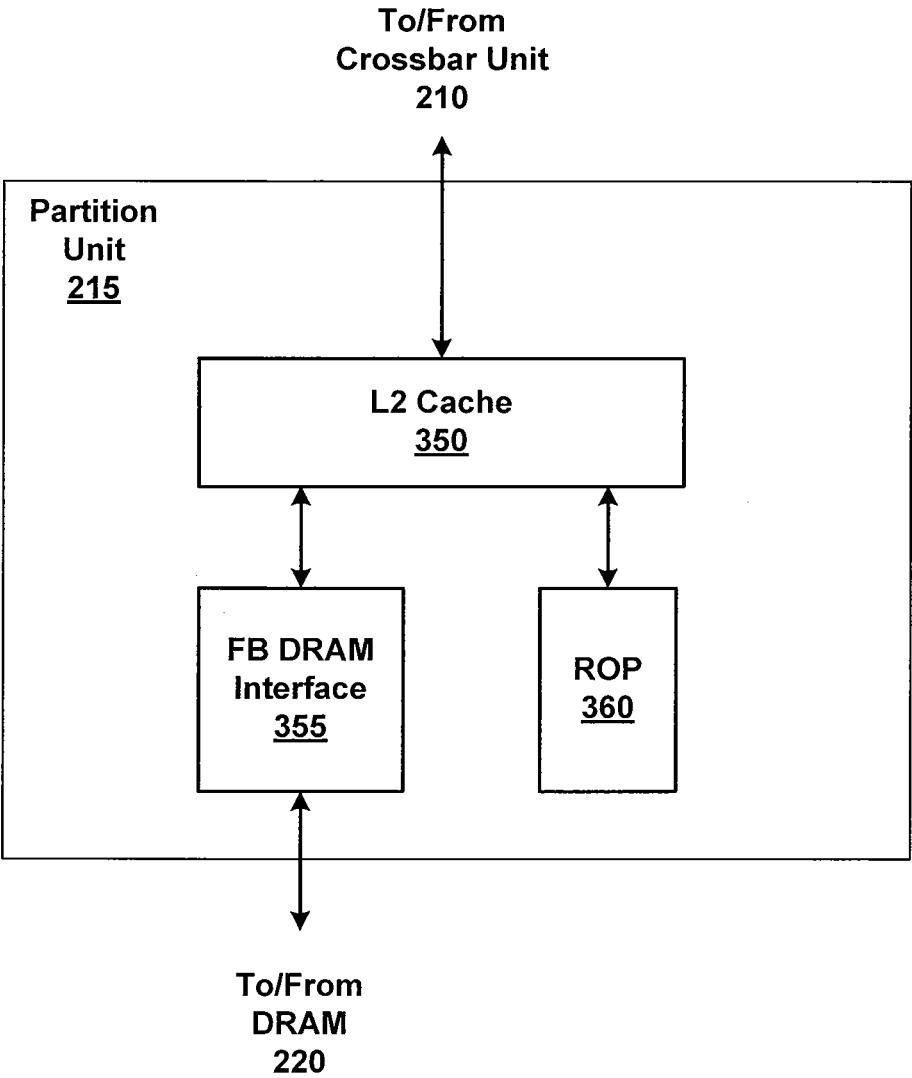 To/From
Crossbar Unit
210
Partition
Unit
215
L2 Cache
350
FB DRAM
Interface
355
ROP
360
To/From
DRAM
220